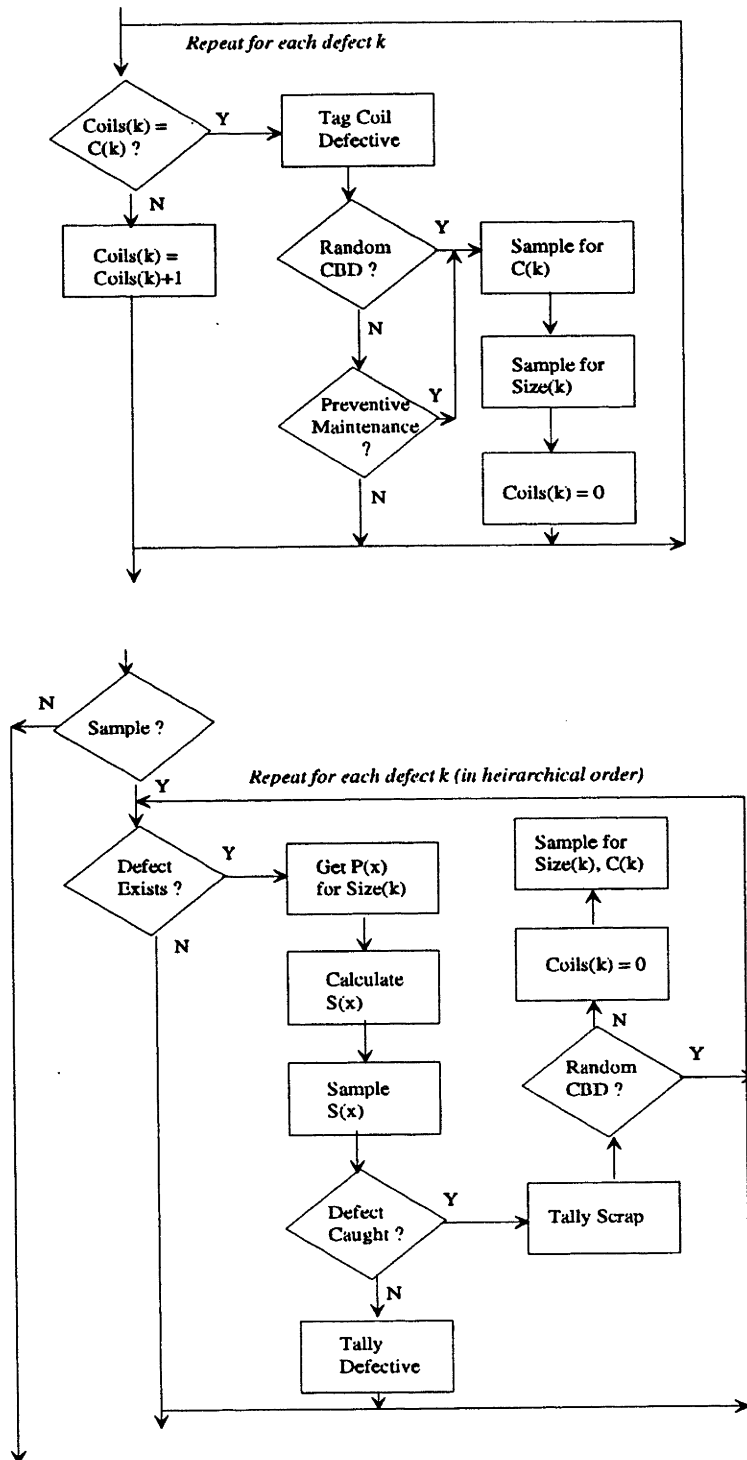 Repeat for each defect k
Coils(k) =
C(k) ?
Y
Tag Coil
Defective
N
Coils(k) =
Coils(k)+1
Random
CBD ?
Y
Sample for
C(k)
N
Sample for
Size(k)
Preventive
Maintenance
?
Y
N
Coils(k) = 0
N
Sample ?
Y
Repeat for each defect k (in heirarchical order)
Defect
Exists ?
Y
Get P(x)
for Size(k)
Sample for
Size(k), C(k)
N
Calculate
S(x)
Coils(k) = 0
N
Sample
S(x)
Random
CBD ?
Y
Defect
Caught ?
Y
Tally Scrap
N
Tally
Defective